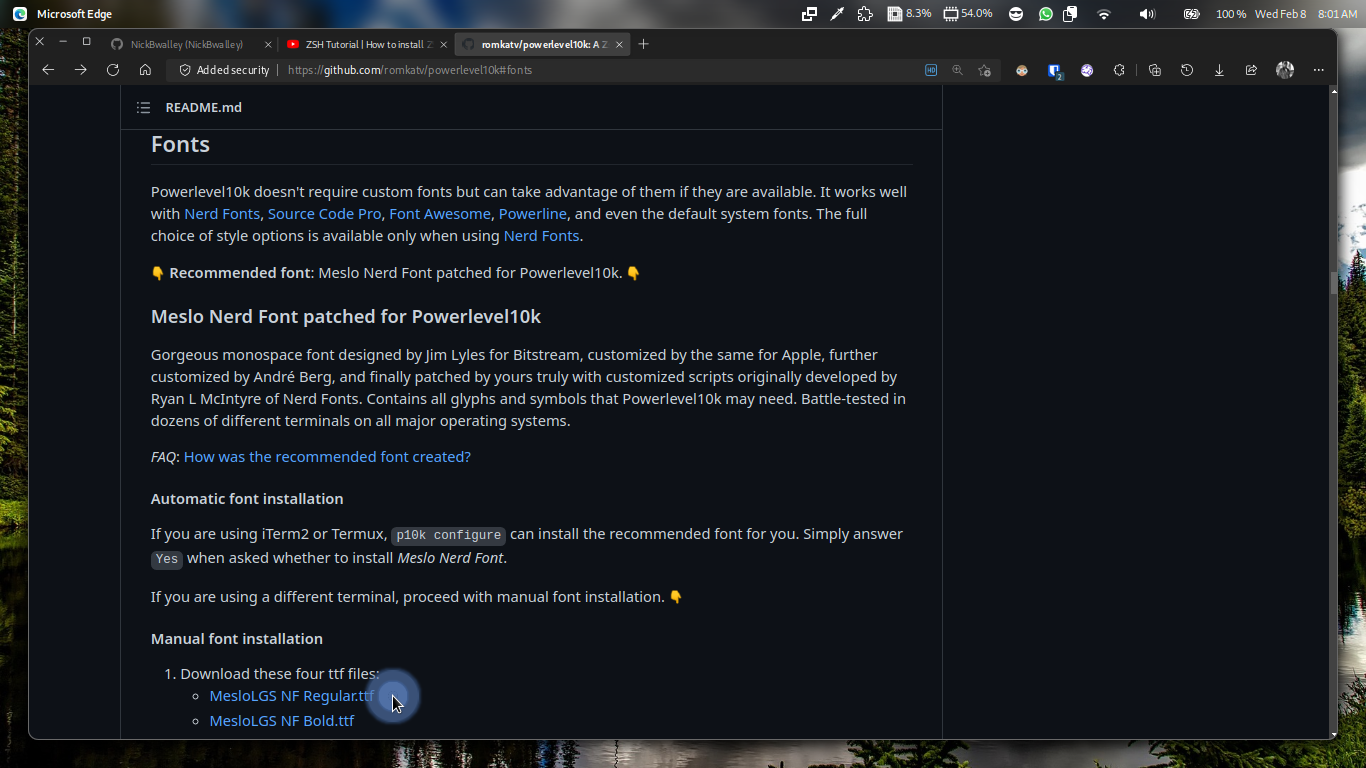 Microsoft Edge
8.3%
54.0%
100 %
Wed Feb 8
8:01 AM
NickBwalley (NickBwalley)
ZSH Tutorial | How to install Z
romkatv/powerlevel10k: A Z
Added security
https://github.com/romkatv/powerlevel10k#fonts
HD
2
README.md
Fonts
Powerlevel10k doesn't require custom fonts but can take advantage of them if they are available. It works well
with Nerd Fonts, Source Code Pro, Font Awesome, Powerline, and even the default system fonts. The full
choice of style options is available only when using Nerd Fonts.
👇 Recommended font: Meslo Nerd Font patched for Powerlevel10k. 👇
Meslo Nerd Font patched for Powerlevel10k
Gorgeous monospace font designed by Jim Lyles for Bitstream, customized by the same for Apple, further
customized by André Berg, and finally patched by yours truly with customized scripts originally developed by
Ryan L McIntyre of Nerd Fonts. Contains all glyphs and symbols that Powerlevel10k may need. Battle-tested in
dozens of different terminals on all major operating systems.
FAQ: How was the recommended font created?
Automatic font installation
If you are using iTerm2 or Termux, p10k configure can install the recommended font for you. Simply answer
Yes when asked whether to install Meslo Nerd Font.
If you are using a different terminal, proceed with manual font installation. 👇
Manual font installation
1. Download these four ttf files:
MesloLGS NF Regular.ttf
MesloLGS NF Bold.ttf